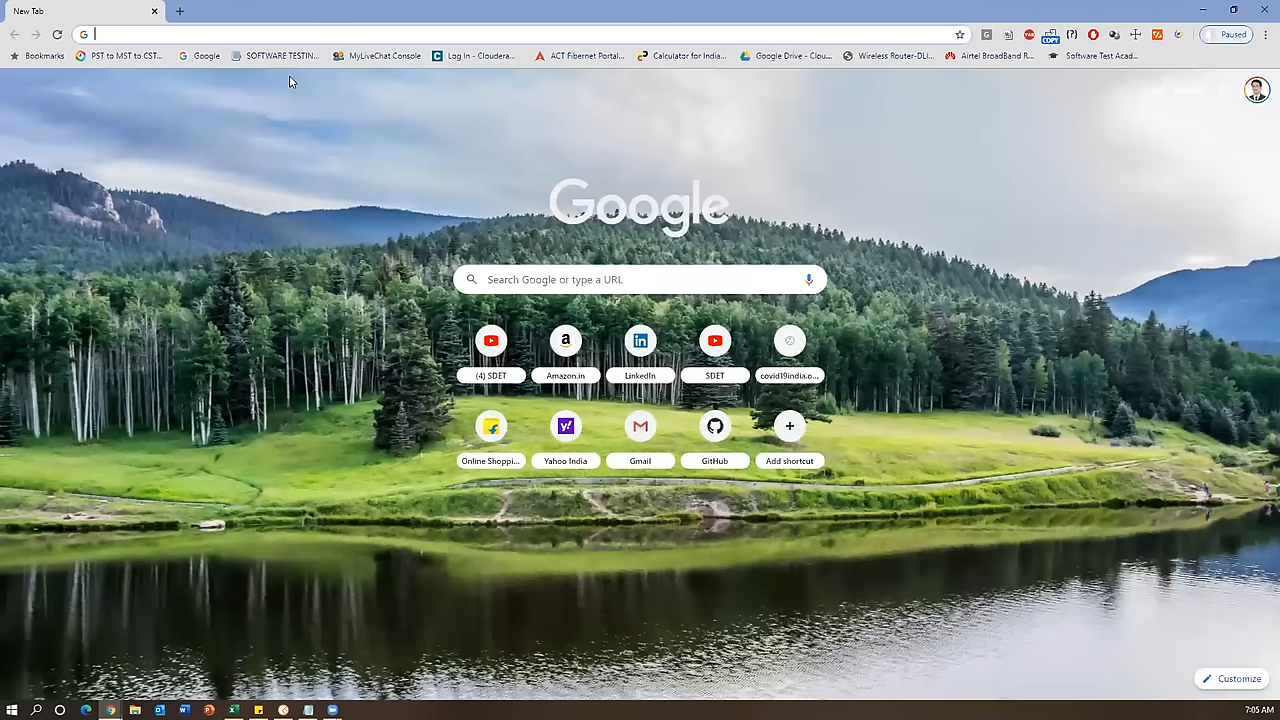 New Tab
Paused
Bookmarks
PST to MST to CST...
Google
SOFTWARE TESTIN...
MyLiveChat Console
Log In - Cloudera...
ACT Fibernet Portal...
Calculator for India...
Google Drive - Clou...
Wireless Router-DLI...
Airtel BroadBand R...
Software Test Acad...
Google
Search Google or type a URL
(4) SDET
Amazon.in
LinkedIn
SDET
covid19india.o...
Online Shoppi...
Yahoo India
Gmail
GitHub
Add shortcut
Customize
7:05 AM